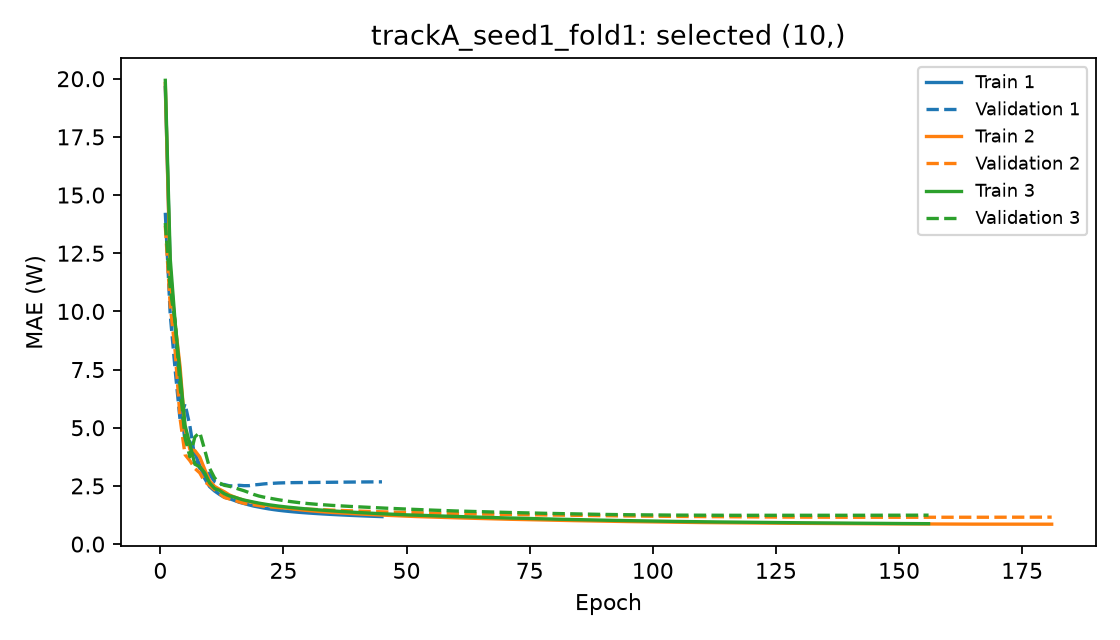 trackA_seed1_fold1: selected (10,)
20.0
17.5
15.0
12.5
10.0
7.5
5.0
2.5
0.0
MAE (W)
Train 1
Validation 1
Train 2
Validation 2
Train 3
Validation 3
0 25 50 75 100 125 150 175
Epoch